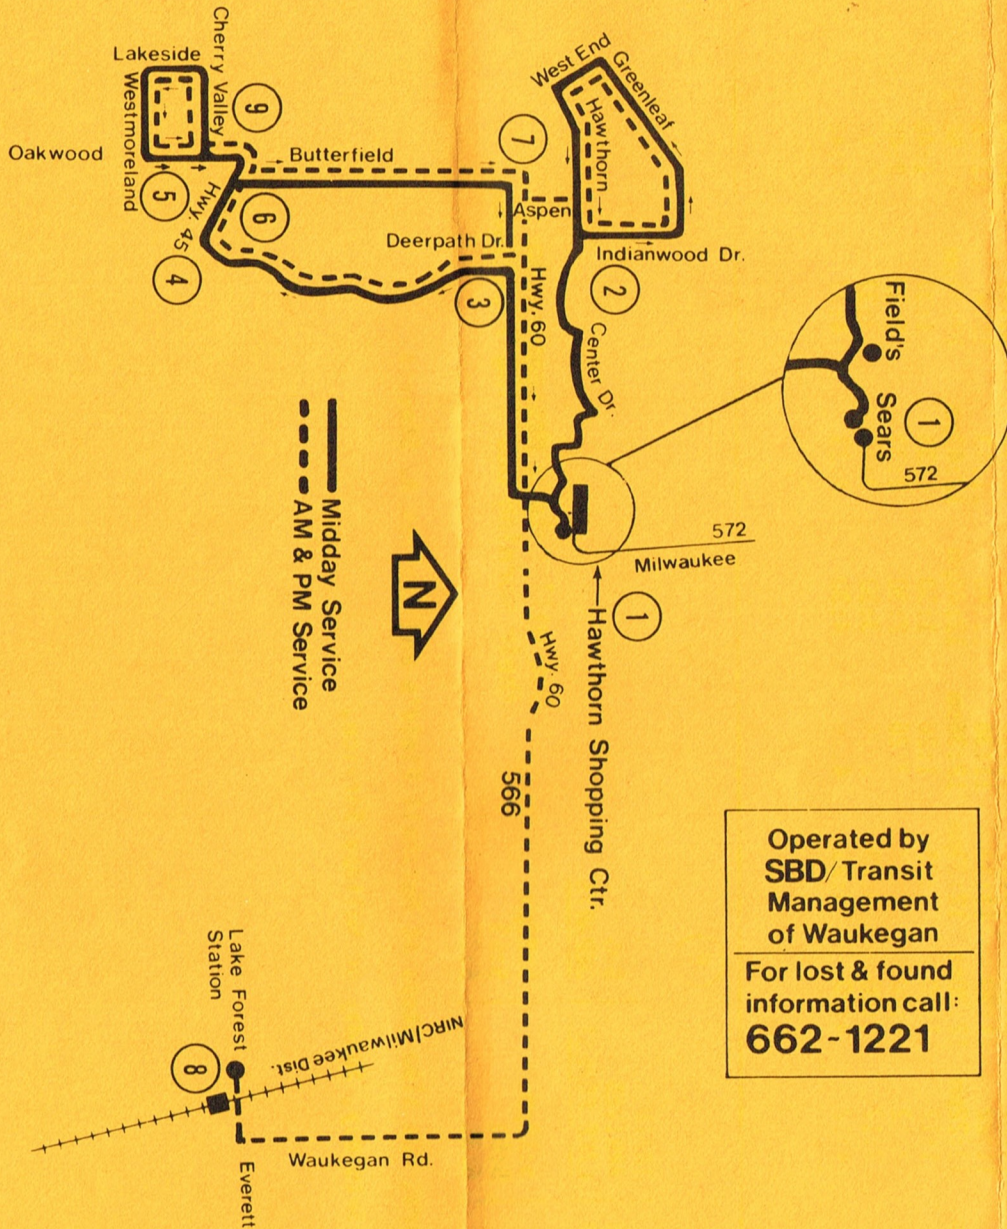 Cherry Valley
Lakeside
Westmoreland
Oakwood
9
5
Hwy. 45
4
6
Butterfield
Deerpath Dr.
3
7
Aspen
West End
Greenleaf
Hawthorn
Indianwood Dr.
2
Center Dr.
Hwy. 60
Field's
Sears
1
572
572
Milwaukee
1
Hawthorn Shopping Ctr.
Midday Service
AM & PM Service
N
Hwy. 60
566
Operated by
SBD/Transit
Management
of Waukegan
For lost & found
information call:
662-1221
Lake Forest
Station
8
NIRC/Milwaukee Dist.
Waukegan Rd.
Everett